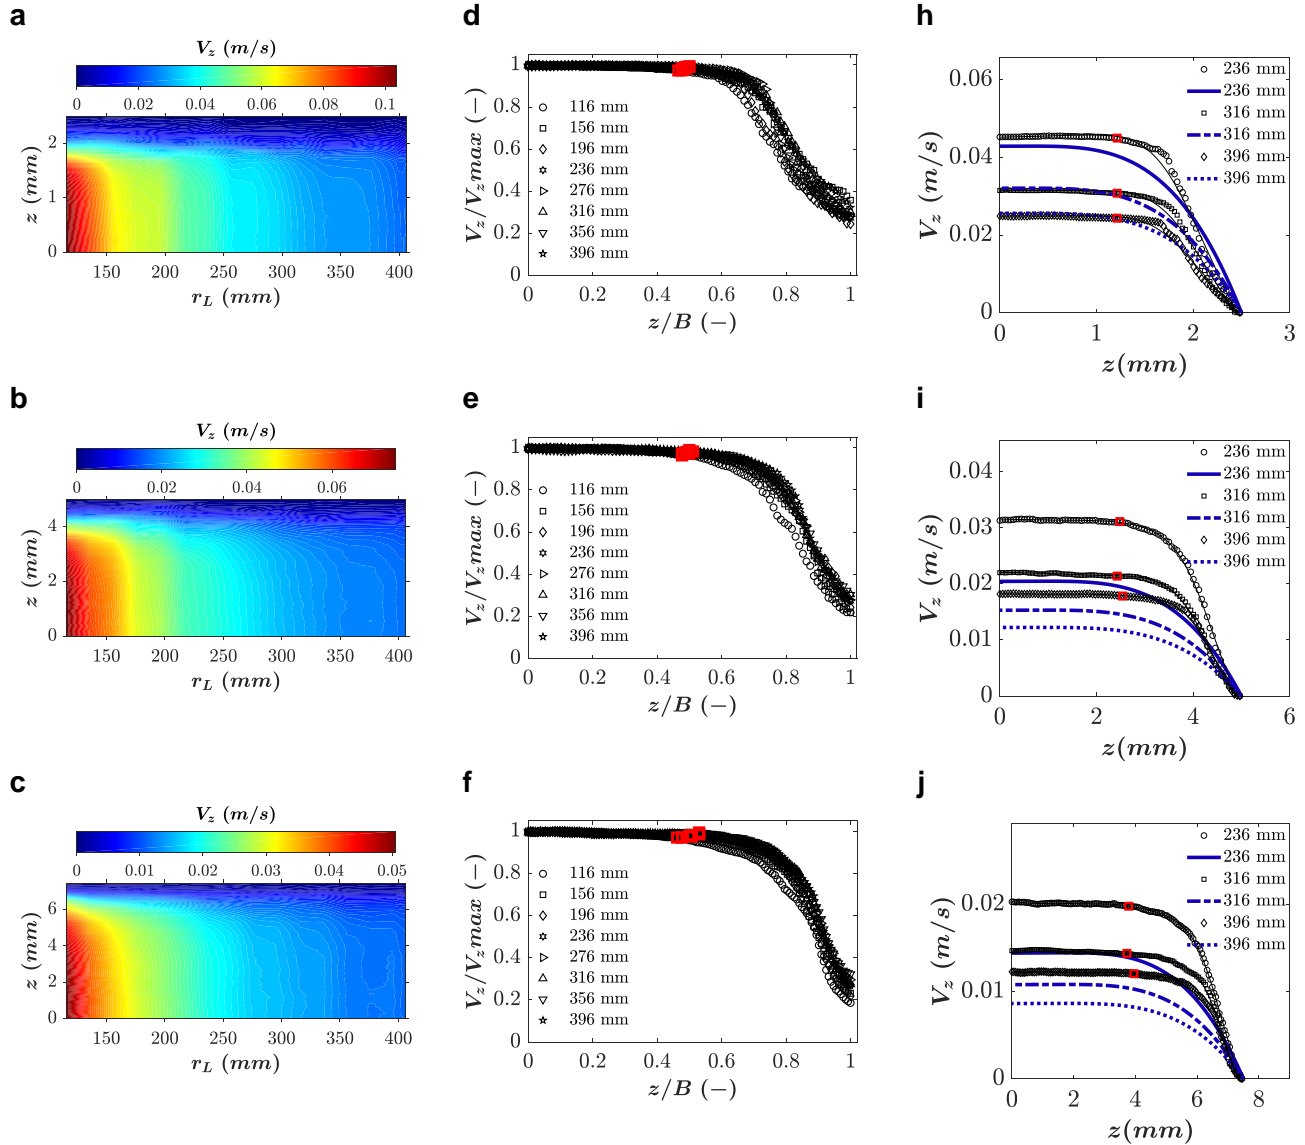 a
V_z (m/s)
0 0.02 0.04 0.06 0.08 0.1
z (mm)
2
1
0
150 200 250 300 350 400
r_L (mm)
d
V_z/V_zmax (−)
1
0.8
0.6
0.4
0.2
0
116 mm
156 mm
196 mm
236 mm
276 mm
316 mm
356 mm
396 mm
0 0.2 0.4 0.6 0.8 1
z/B (−)
h
V_z (m/s)
0.06
0.04
0.02
0
236 mm
236 mm
316 mm
316 mm
396 mm
396 mm
0 1 2 3
z(mm)
b
V_z (m/s)
0 0.02 0.04 0.06
z (mm)
4
2
0
150 200 250 300 350 400
r_L (mm)
e
V_z/V_zmax (−)
1
0.8
0.6
0.4
0.2
0
116 mm
156 mm
196 mm
236 mm
276 mm
316 mm
356 mm
396 mm
0 0.2 0.4 0.6 0.8 1
z/B (−)
i
V_z (m/s)
0.04
0.03
0.02
0.01
0
236 mm
236 mm
316 mm
316 mm
396 mm
396 mm
0 2 4 6
z(mm)
c
V_z (m/s)
0 0.01 0.02 0.03 0.04 0.05
z (mm)
6
4
2
0
150 200 250 300 350 400
r_L (mm)
f
V_z/V_zmax (−)
1
0.8
0.6
0.4
0.2
0
116 mm
156 mm
196 mm
236 mm
276 mm
316 mm
356 mm
396 mm
0 0.2 0.4 0.6 0.8 1
z/B (−)
j
V_z (m/s)
0.02
0.01
0
236 mm
236 mm
316 mm
316 mm
396 mm
396 mm
0 2 4 6 8
z(mm)